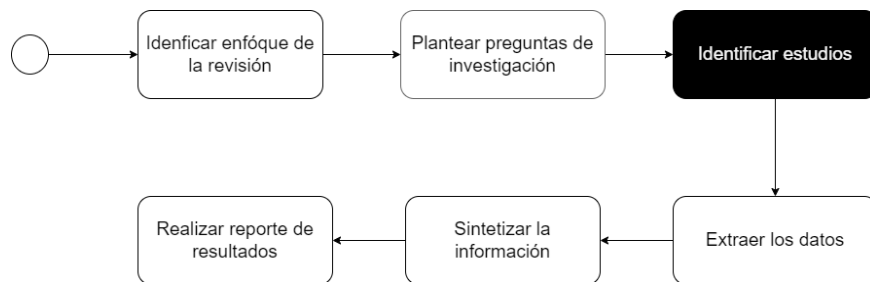 Idenficar enfóque de
la revisión
Plantear preguntas de
investigación
Identificar estudios
Extraer los datos
Sintetizar la
información
Realizar reporte de
resultados